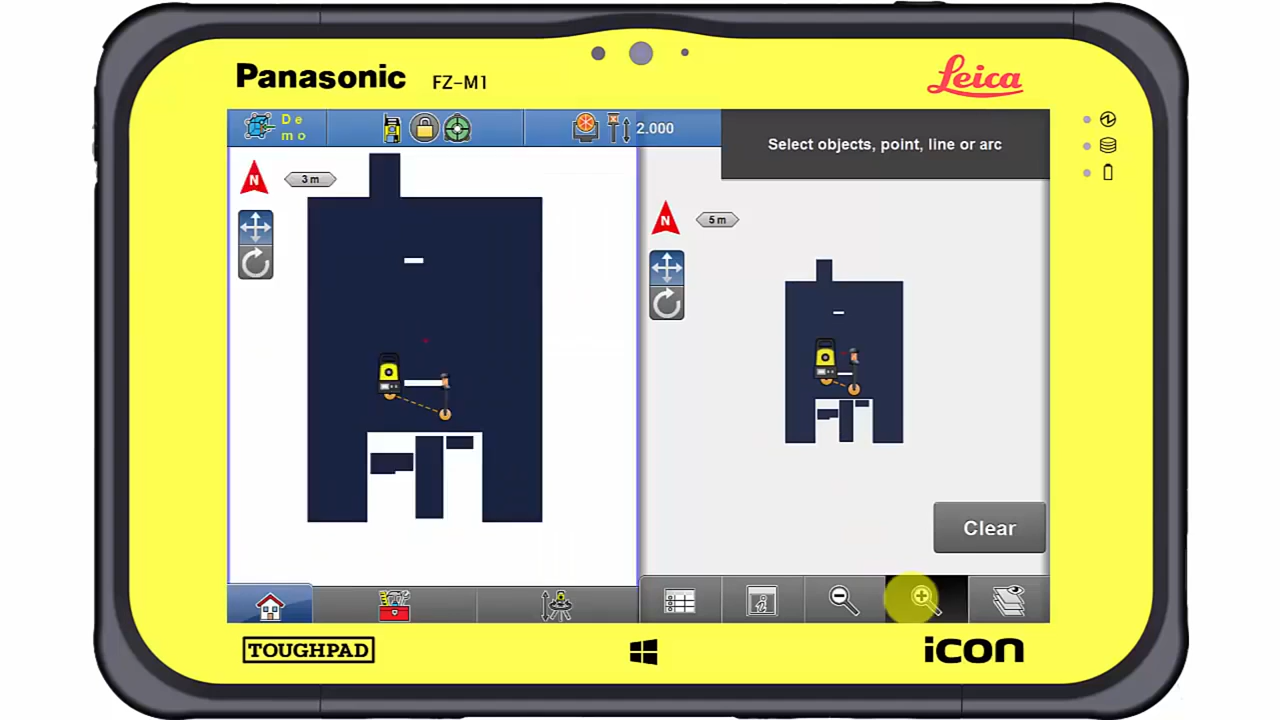 Panasonic FZ-M1
Leica
De
mo
2.000
Select objects, point, line or arc
N
3 m
N
5 m
Clear
TOUGHPAD
icon